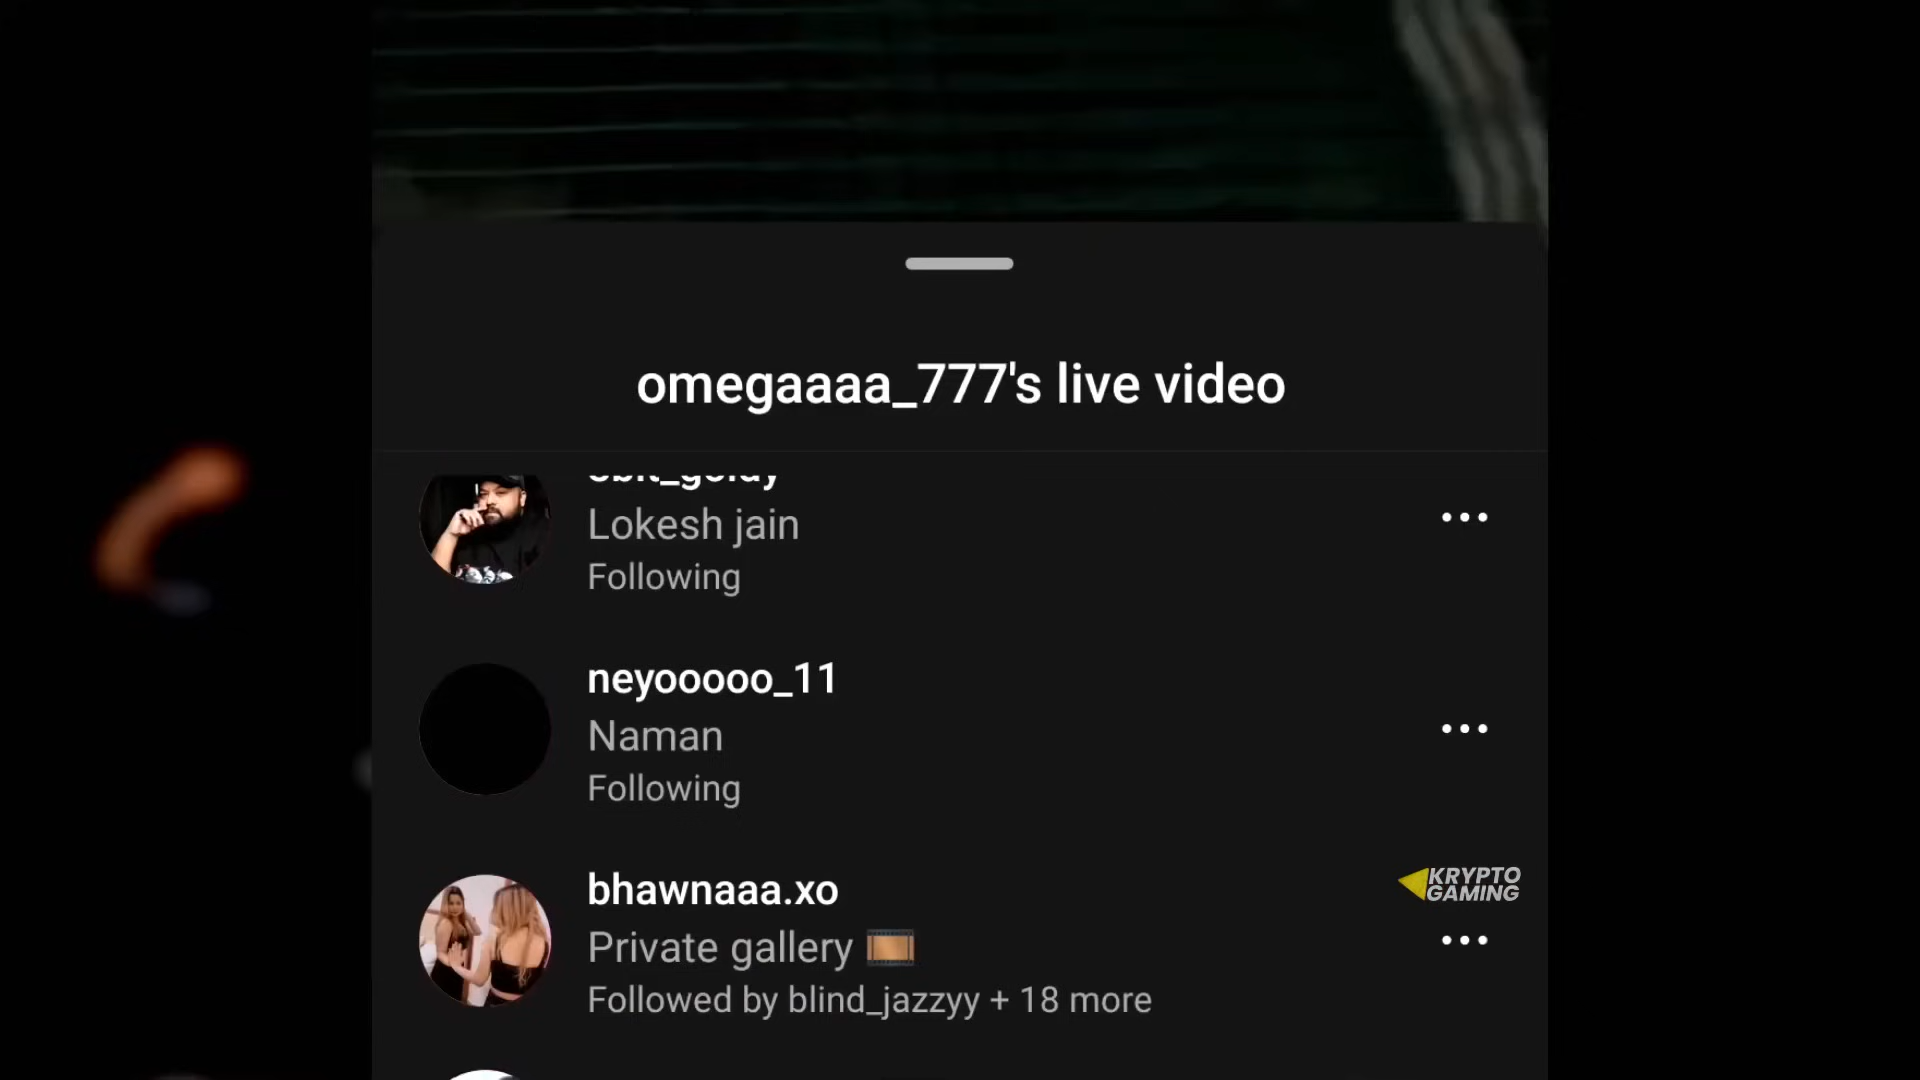 omegaaaa_777's live video
Lokesh jain
Following
neyooooo_11
Naman
Following
bhawnaaa.xo
Private gallery 🎞️
Followed by blind_jazzyy + 18 more
KRYPTO
GAMING